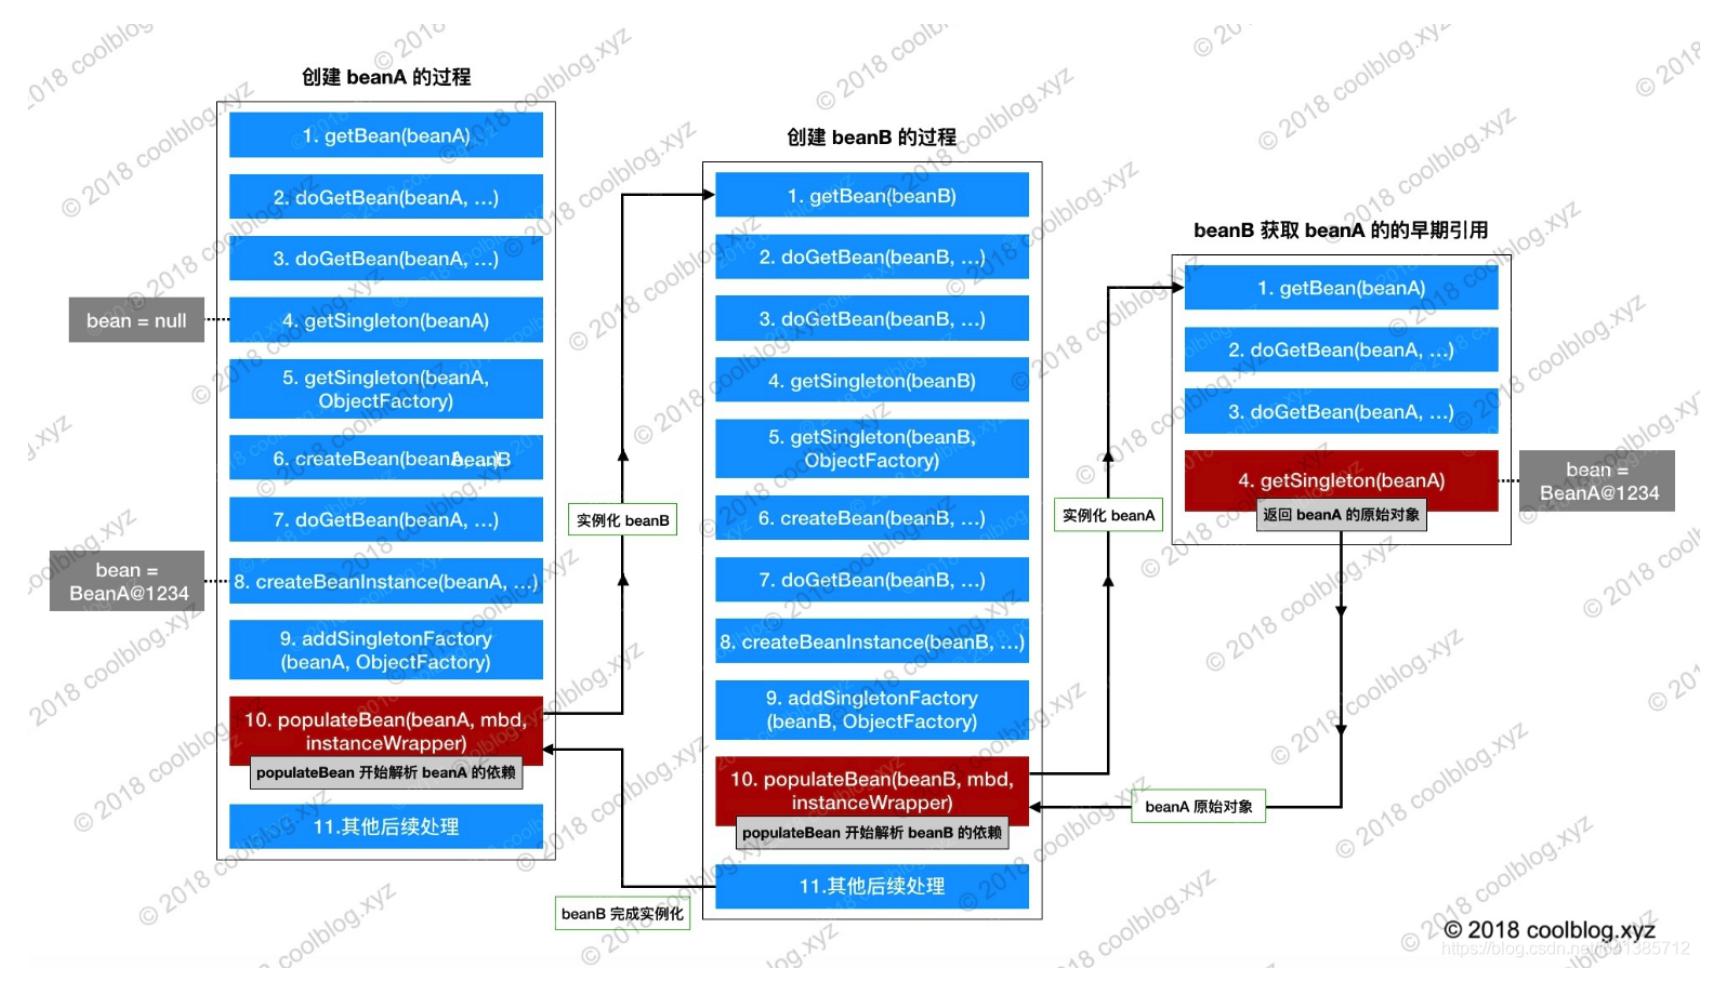 创建 beanA 的过程
1. getBean(beanA)
2. doGetBean(beanA, ...)
3. doGetBean(beanA, ...)
bean = null
4. getSingleton(beanA)
5. getSingleton(beanA,
ObjectFactory)
6. createBean(beanA, ...)
beanB
7. doGetBean(beanA, ...)
bean =
BeanA@1234
8. createBeanInstance(beanA, ...)
9. addSingletonFactory
(beanA, ObjectFactory)
10. populateBean(beanA, mbd,
instanceWrapper)
populateBean 开始解析 beanA 的依赖
11.其他后续处理
实例化 beanB
beanB 完成实例化
创建 beanB 的过程
1. getBean(beanB)
2. doGetBean(beanB, ...)
3. doGetBean(beanB, ...)
4. getSingleton(beanB)
5. getSingleton(beanB,
ObjectFactory)
6. createBean(beanB, ...)
7. doGetBean(beanB, ...)
8. createBeanInstance(beanB, ...)
9. addSingletonFactory
(beanB, ObjectFactory)
10. populateBean(beanB, mbd,
instanceWrapper)
populateBean 开始解析 beanB 的依赖
11.其他后续处理
实例化 beanA
beanA 原始对象
beanB 获取 beanA 的的早期引用
1. getBean(beanA)
2. doGetBean(beanA, ...)
3. doGetBean(beanA, ...)
4. getSingleton(beanA)
返回 beanA 的原始对象
bean =
BeanA@1234
© 2018 coolblog.xyz